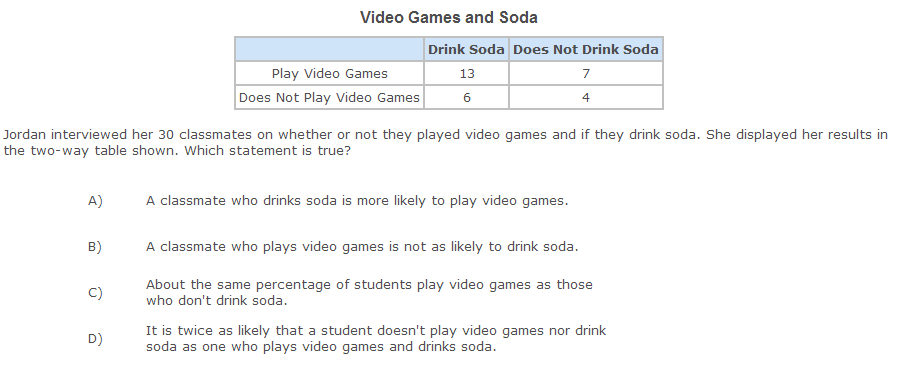 Video Games and Soda
Drink Soda Does Not Drink Soda
Play Video Games 13 7
Does Not Play Video Games 6 4
Jordan interviewed her 30 classmates on whether or not they played video games and if they drink soda. She displayed her results in
the two-way table shown. Which statement is true?
A) A classmate who drinks soda is more likely to play video games.
B) A classmate who plays video games is not as likely to drink soda.
C) About the same percentage of students play video games as those
who don't drink soda.
D) It is twice as likely that a student doesn't play video games nor drink
soda as one who plays video games and drinks soda.